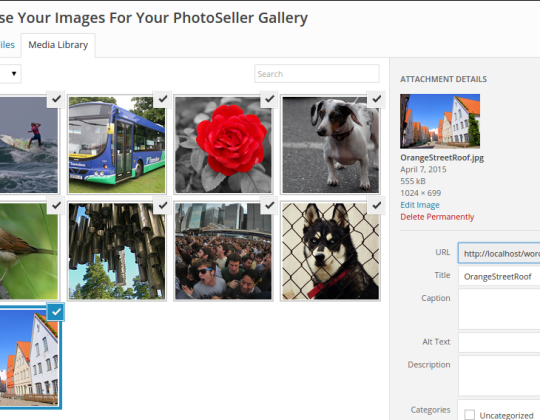 se Your Images For Your PhotoSeller Gallery
iles
Media Library
Search
ATTACHMENT DETAILS
OrangeStreetRoof.jpg
April 7, 2015
555 kB
1024 × 699
Edit Image
Delete Permanently
URL http://localhost/word
Title OrangeStreetRoof
Caption
Alt Text
Description
Categories Uncategorized